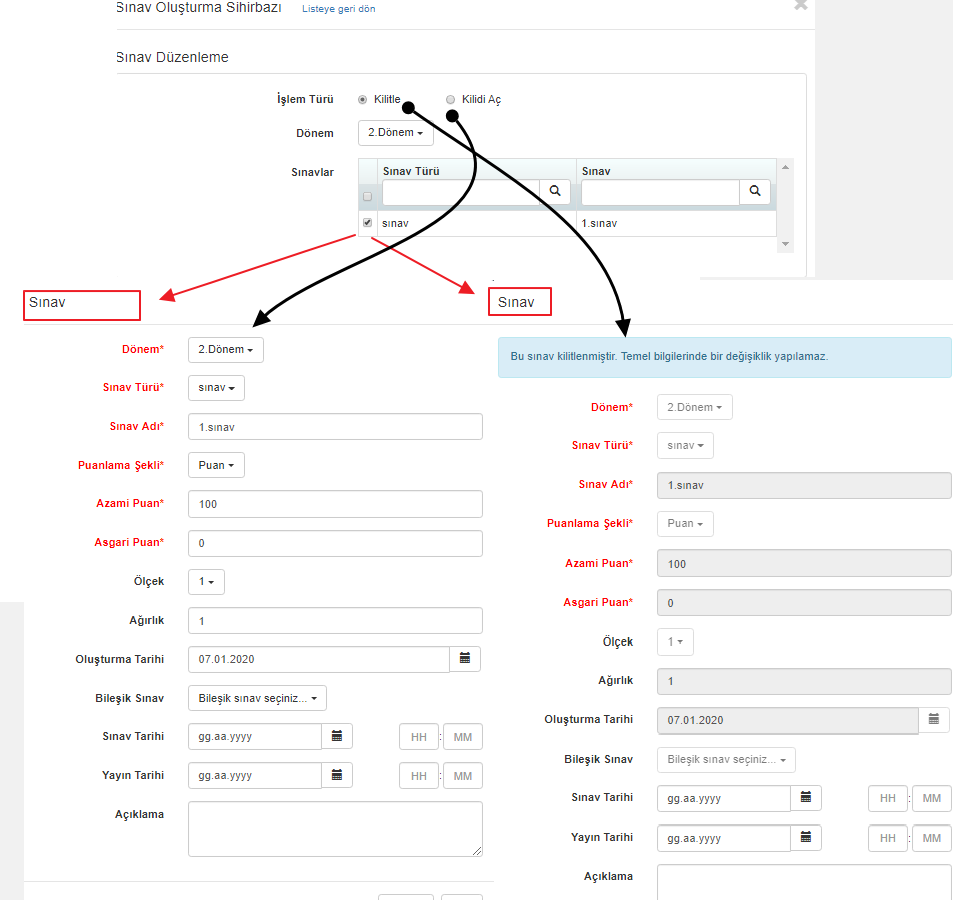 Sınav Oluşturma Sihirbazı Listeye geri dön
Sınav Düzenleme
İşlem Türü Kilitle Kilidi Aç
Dönem 2.Dönem
Sınavlar Sınav Türü Sınav
sınav 1.sınav
Sınav
Dönem* 2.Dönem
Sınav Türü* sınav
Sınav Adı* 1.sınav
Puanlama Şekli* Puan
Azami Puan* 100
Asgari Puan* 0
Ölçek 1
Ağırlık 1
Oluşturma Tarihi 07.01.2020
Bileşik Sınav Bileşik sınav seçiniz...
Sınav Tarihi gg.aa.yyyy HH : MM
Yayın Tarihi gg.aa.yyyy HH : MM
Açıklama
Sınav
Bu sınav kilitlenmiştir. Temel bilgilerinde bir değişiklik yapılamaz.
Dönem* 2.Dönem
Sınav Türü* sınav
Sınav Adı* 1.sınav
Puanlama Şekli* Puan
Azami Puan* 100
Asgari Puan* 0
Ölçek 1
Ağırlık 1
Oluşturma Tarihi 07.01.2020
Bileşik Sınav Bileşik sınav seçiniz...
Sınav Tarihi gg.aa.yyyy HH : MM
Yayın Tarihi gg.aa.yyyy HH : MM
Açıklama